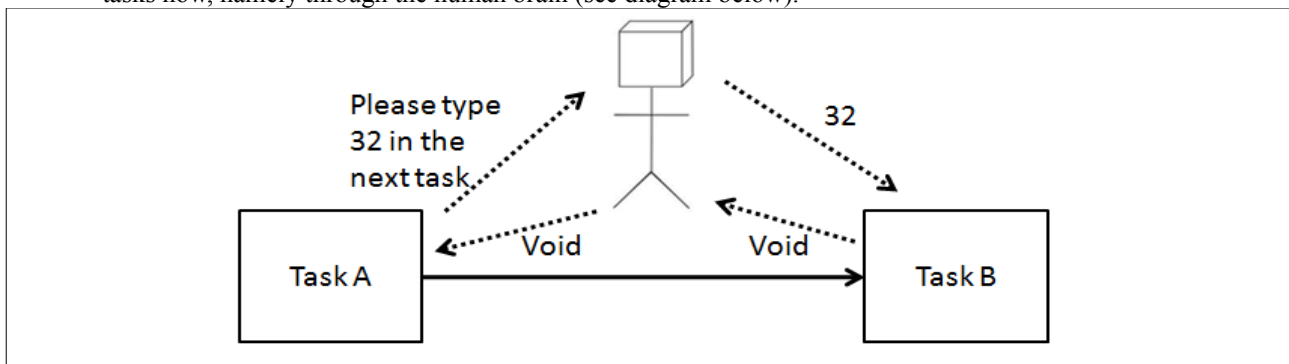 tasks now, namely through the human brain (see diagram below).
Please type
32 in the
next task
32
Void
Void
Task A
Task B